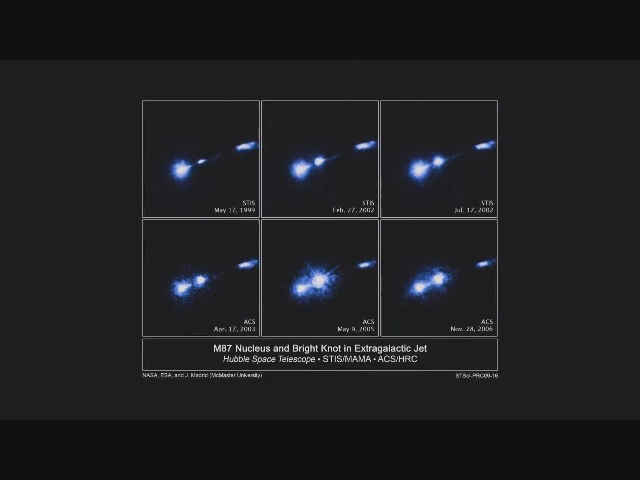 STIS
May 17, 1999
STIS
Feb. 27, 2002
STIS
Jul. 17, 2002
ACS
Apr. 17, 2003
ACS
May 9, 2005
ACS
Nov. 28, 2006
M87 Nucleus and Bright Knot in Extragalactic Jet
Hubble Space Telescope • STIS/MAMA • ACS/HRC
NASA, ESA, and J. Madrid (McMaster University)
STScI-PRC09-16